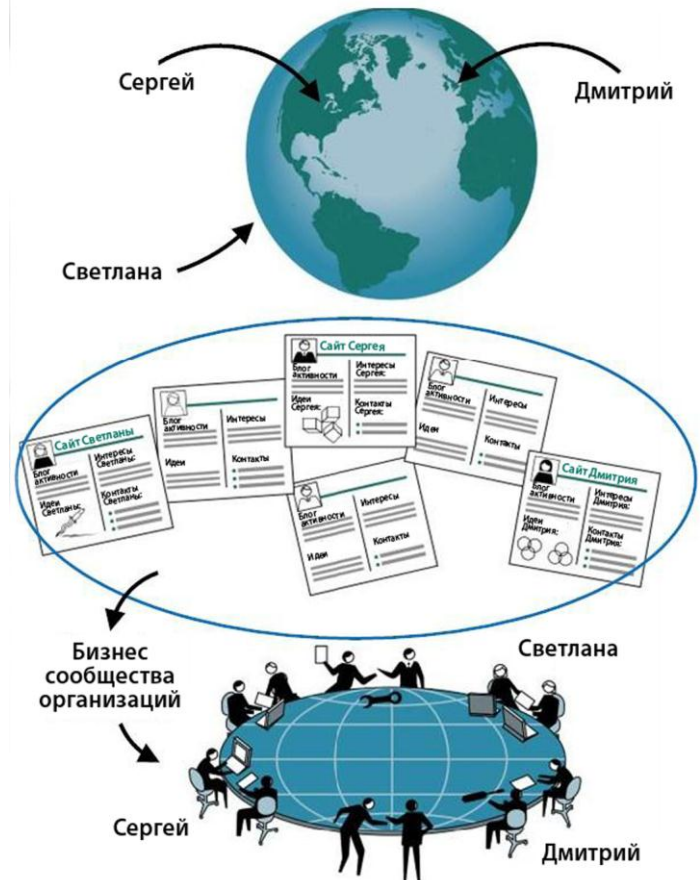 Сергей
Дмитрий
Светлана
Сайт Сергея
Блог
активности
Интересы
Сергея:
Идеи
Сергея:
Контакты
Сергея:
Блог
активности
Интересы
Идеи
Контакты
Блог
активности
Интересы
Идеи
Контакты
Сайт Светланы
Блог
активности
Интересы
Светланы:
Идеи
Светланы:
Контакты
Светланы:
Сайт Дмитрия
Блог
активности
Интересы
Дмитрия:
Идеи
Дмитрия:
Контакты
Дмитрия:
Блог
активности
Интересы
Идеи
Контакты
Бизнес
сообщества
организаций
Светлана
Сергей
Дмитрий